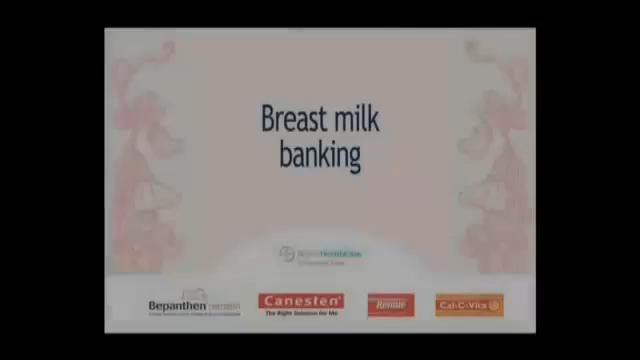 Breast milk
banking
Bepanthen
Canesten®
The Right Solution for Me
Rennie
Cal-C-Vita